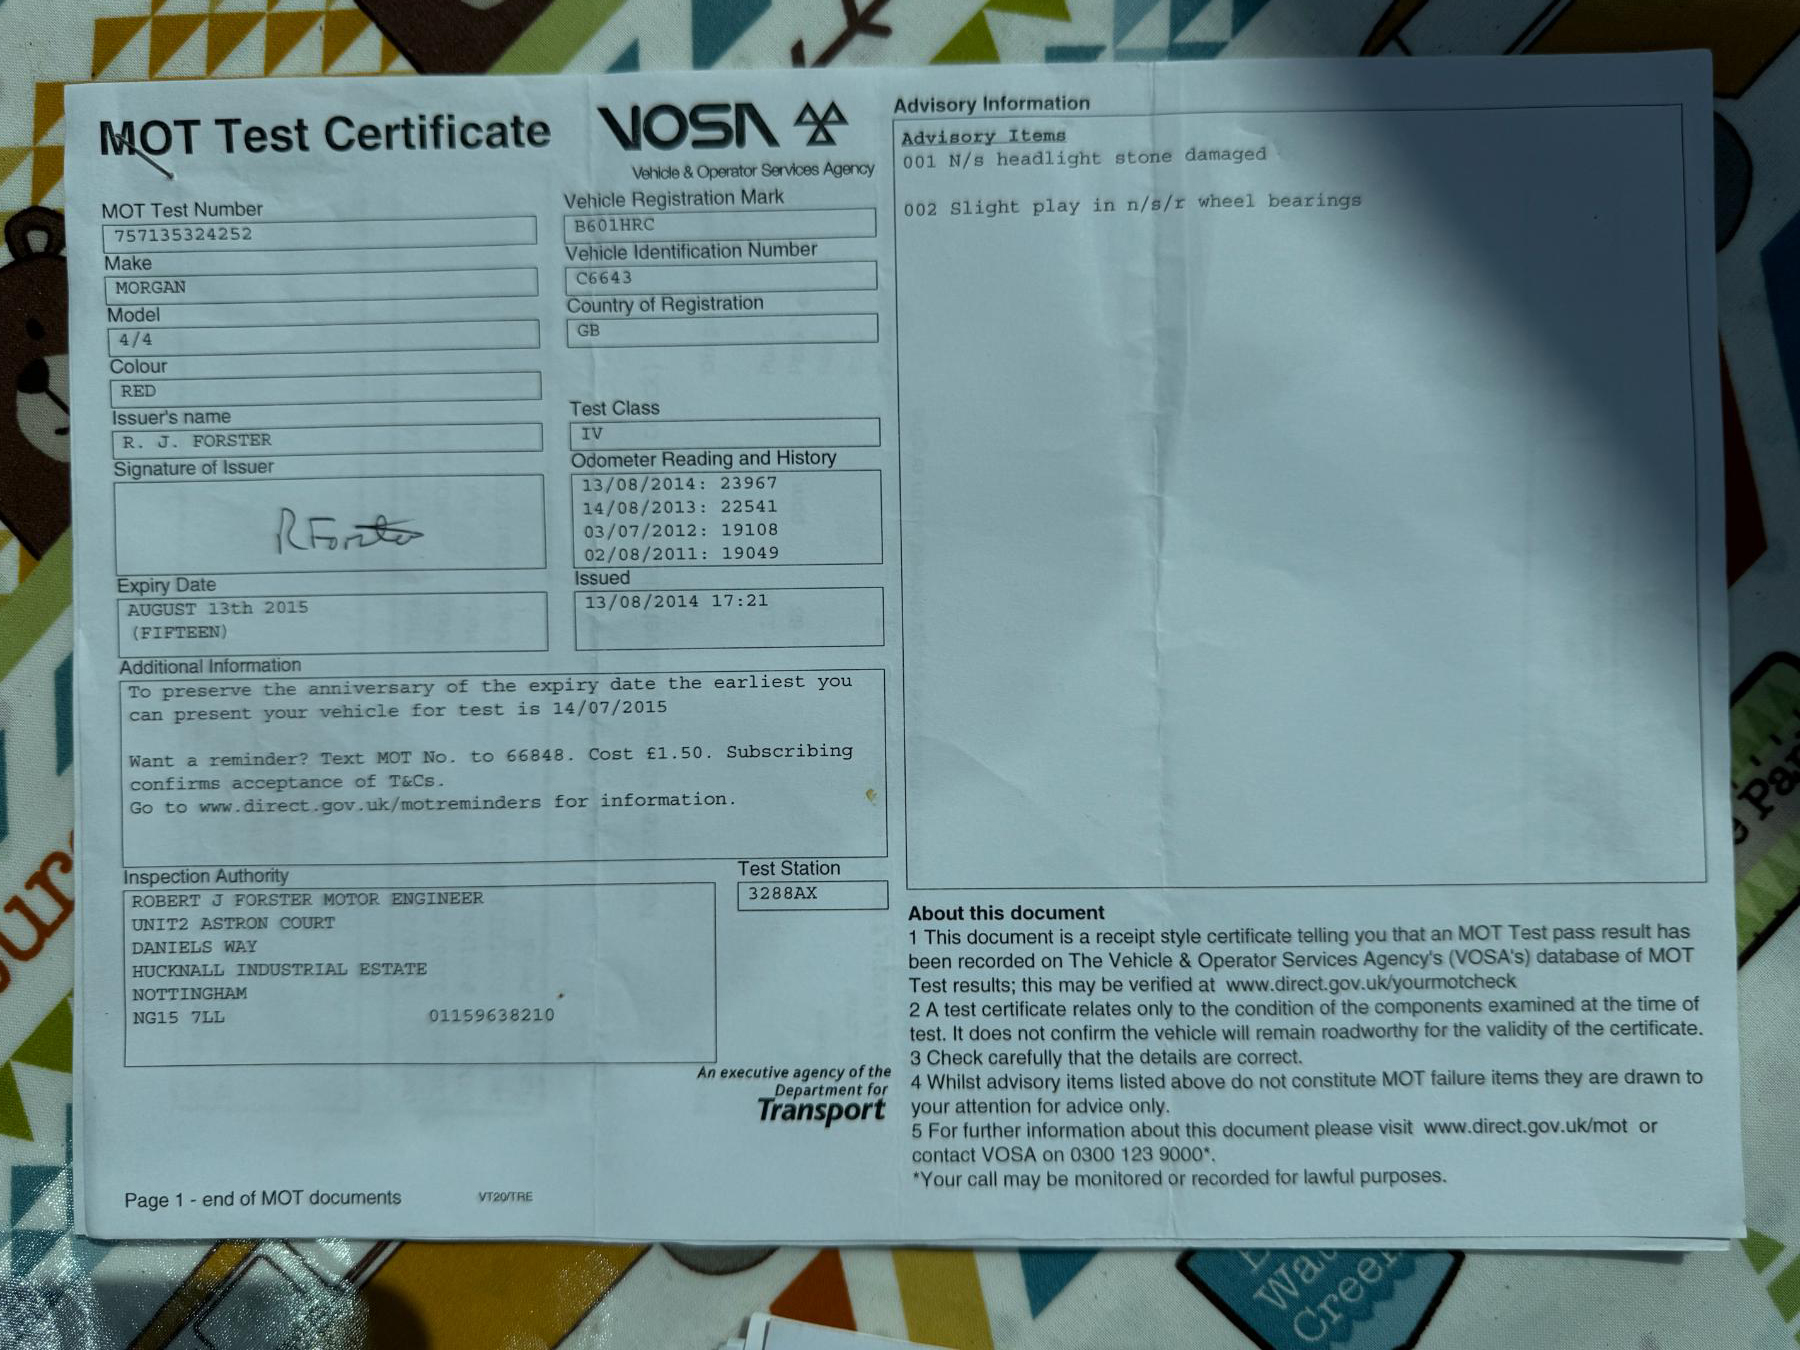 MOT Test Certificate
VOSA
Vehicle & Operator Services Agency
MOT Test Number
757135324252
Make
MORGAN
Model
4/4
Colour
RED
Issuer's name
R. J. FORSTER
Signature of Issuer
R Forster
Expiry Date
AUGUST 13th 2015
(FIFTEEN)
Vehicle Registration Mark
B601HRC
Vehicle Identification Number
C6643
Country of Registration
GB
Test Class
IV
Odometer Reading and History
13/08/2014: 23967
14/08/2013: 22541
03/07/2012: 19108
02/08/2011: 19049
Issued
13/08/2014 17:21
Additional Information
To preserve the anniversary of the expiry date the earliest you
can present your vehicle for test is 14/07/2015
Want a reminder? Text MOT No. to 66848. Cost £1.50. Subscribing
confirms acceptance of T&Cs.
Go to www.direct.gov.uk/motreminders for information.
Inspection Authority
ROBERT J FORSTER MOTOR ENGINEER
UNIT2 ASTRON COURT
DANIELS WAY
HUCKNALL INDUSTRIAL ESTATE
NOTTINGHAM
NG15 7LL 01159638210
Test Station
3288AX
An executive agency of the
Department for
Transport
Page 1 - end of MOT documents VT20/TRE
Advisory Information
Advisory Items
001 N/s headlight stone damaged
002 Slight play in n/s/r wheel bearings
About this document
1 This document is a receipt style certificate telling you that an MOT Test pass result has
been recorded on The Vehicle & Operator Services Agency's (VOSA's) database of MOT
Test results; this may be verified at www.direct.gov.uk/yourmotcheck
2 A test certificate relates only to the condition of the components examined at the time of
test. It does not confirm the vehicle will remain roadworthy for the validity of the certificate.
3 Check carefully that the details are correct.
4 Whilst advisory items listed above do not constitute MOT failure items they are drawn to
your attention for advice only.
5 For further information about this document please visit www.direct.gov.uk/mot or
contact VOSA on 0300 123 9000*.
*Your call may be monitored or recorded for lawful purposes.